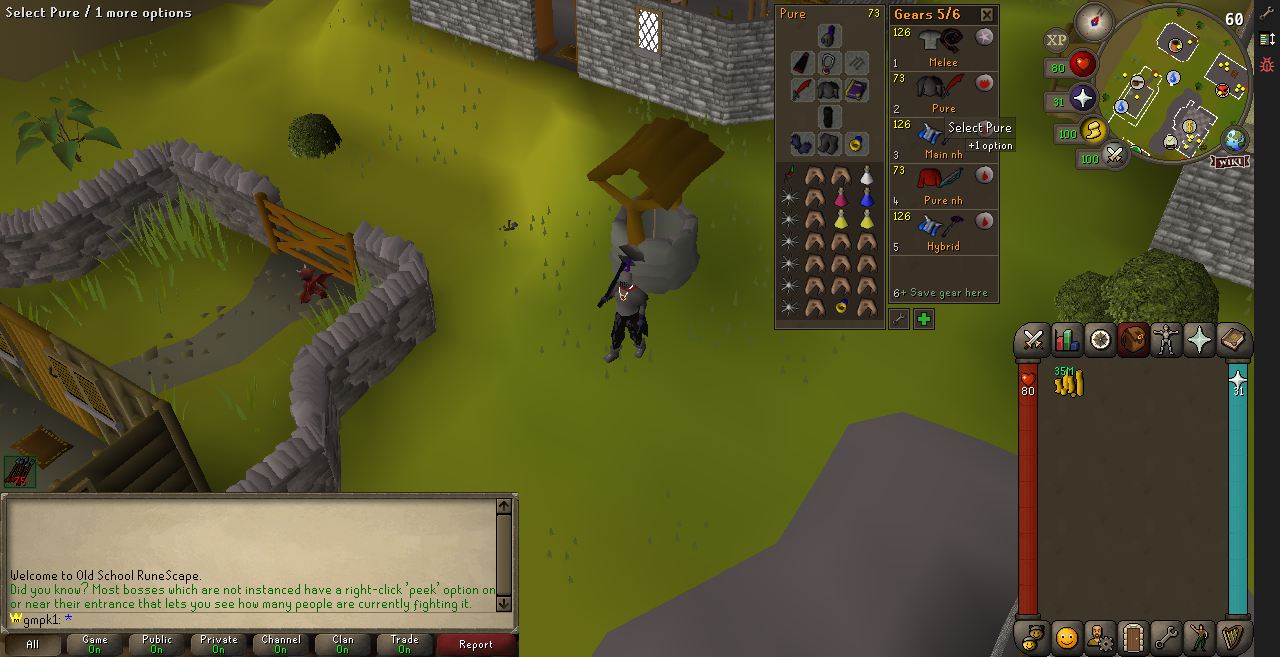 Select Pure / 1 more options
Pure 73
Gears 5/6
126
1 Melee
73
2 Pure
Select Pure
+1 option
126
3 Main nh
73
4 Pure nh
126
5 Hybrid
6+ Save gear here
60
XP
80
31
100
100
WIKI
80
35M
31
75
Welcome to Old School RuneScape.
Did you know? Most bosses which are not instanced have a right-click 'peek' option on
or near their entrance that lets you see how many people are currently fighting it.
gmpk1: *
All
Game
On
Public
On
Private
On
Channel
On
Clan
On
Trade
On
Report